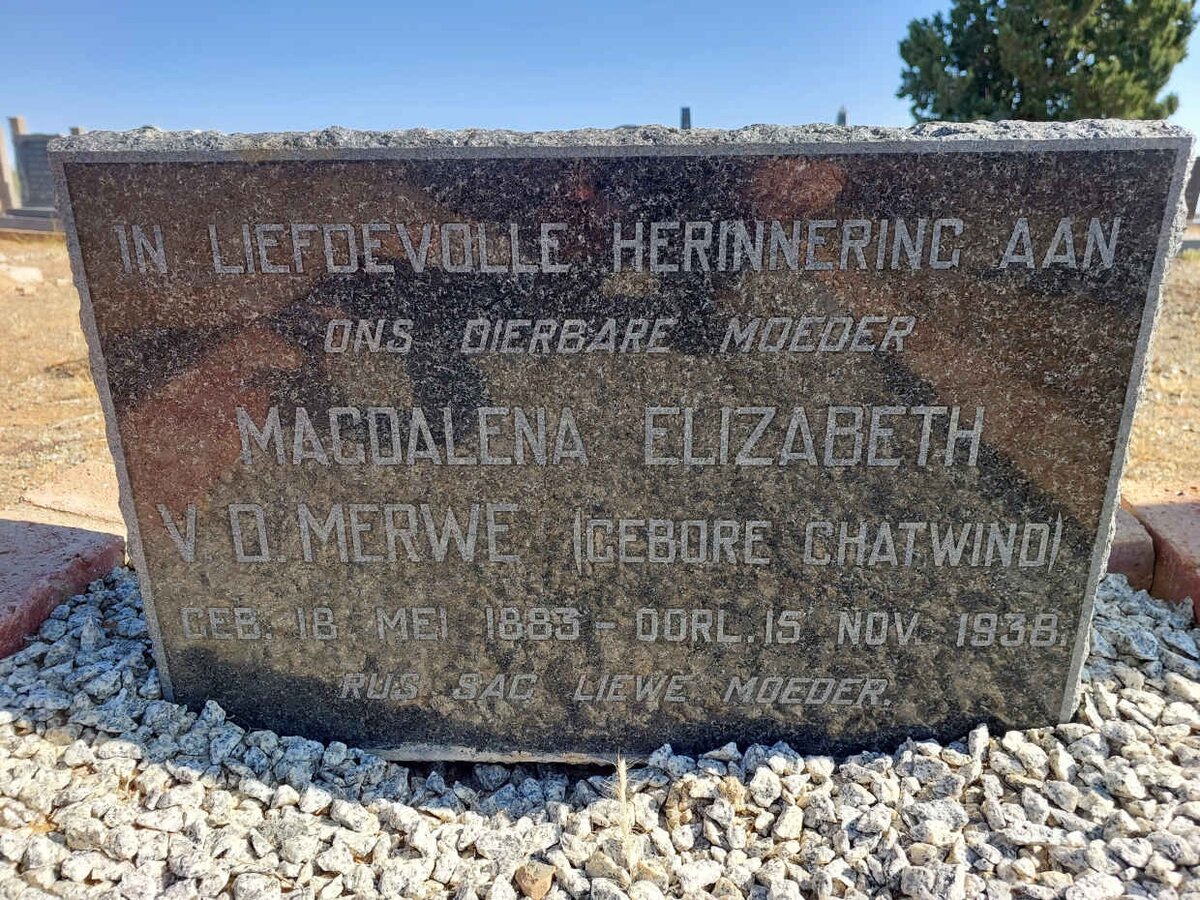 IN LIEFDEVOLLE HERINNERING AAN
ONS DIERBARE MOEDER
MAGDALENA ELIZABETH
V.D. MERWE (GEBORE CHATWIND)
GEB. 18 MEI 1883 - OORL. 15 NOV. 1938.
RUS SAG LIEWE MOEDER.